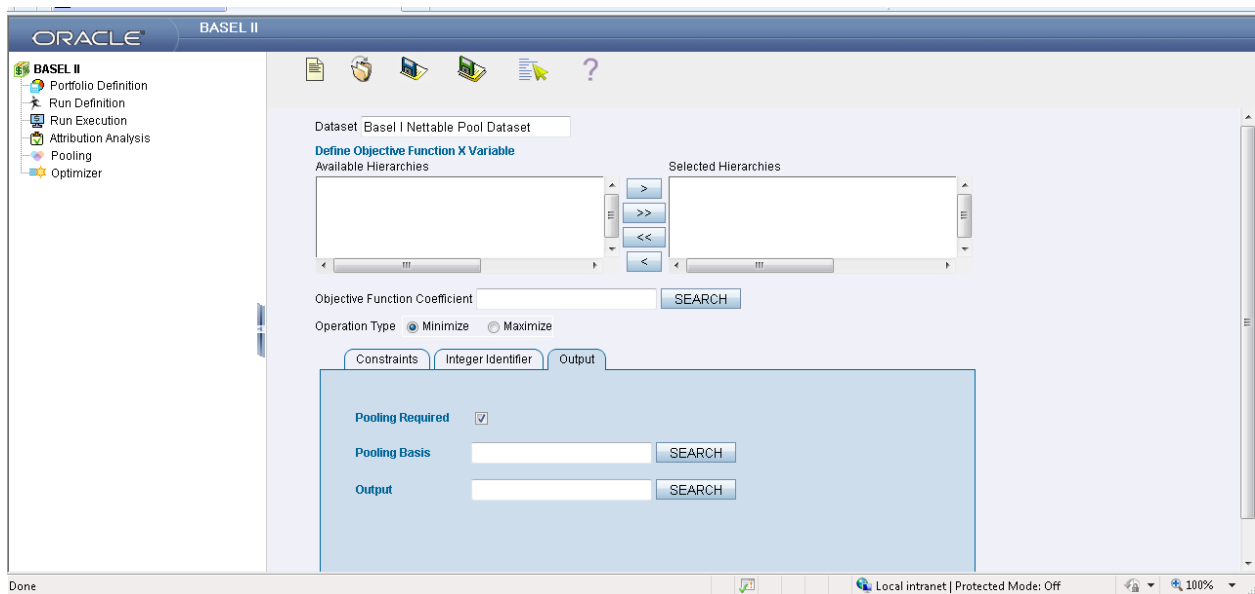 ORACLE
BASEL II
BASEL II
Portfolio Definition
Run Definition
Run Execution
Attribution Analysis
Pooling
Optimizer
?
Dataset Basel I Nettable Pool Dataset
Define Objective Function X Variable
Available Hierarchies
Selected Hierarchies
>
>>
<<
<
Objective Function Coefficient SEARCH
Operation Type Minimize Maximize
Constraints Integer Identifier Output
Pooling Required
Pooling Basis SEARCH
Output SEARCH
Done Local intranet | Protected Mode: Off 100%